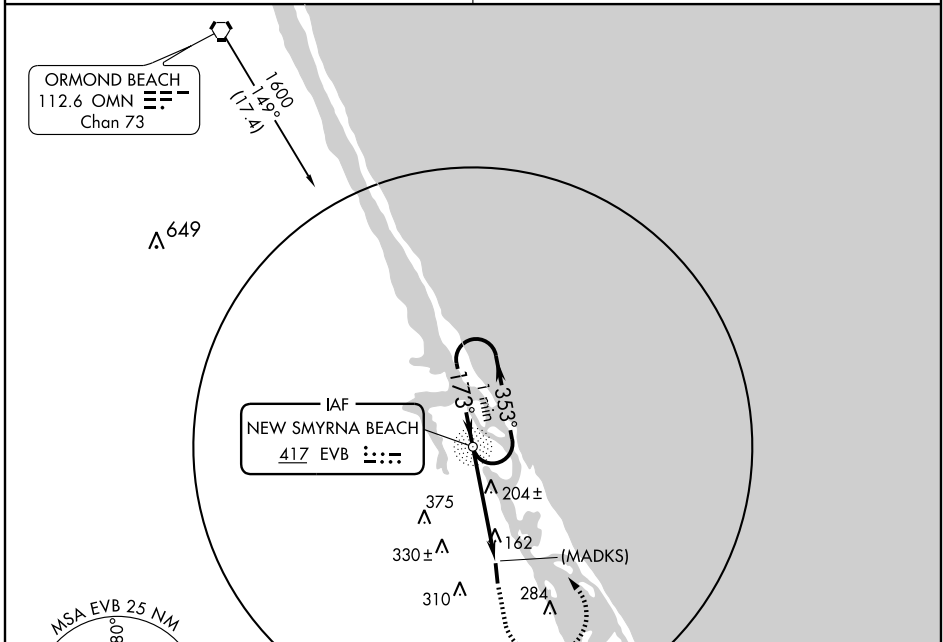 ORMOND BEACH
112.6 OMN
Chan 73
1600
149°
(17.4)
649
IAF
NEW SMYRNA BEACH
417 EVB
173°
1 min
353°
204±
375
330±
162
(MADKS)
310
284
MSA EVB 25 NM